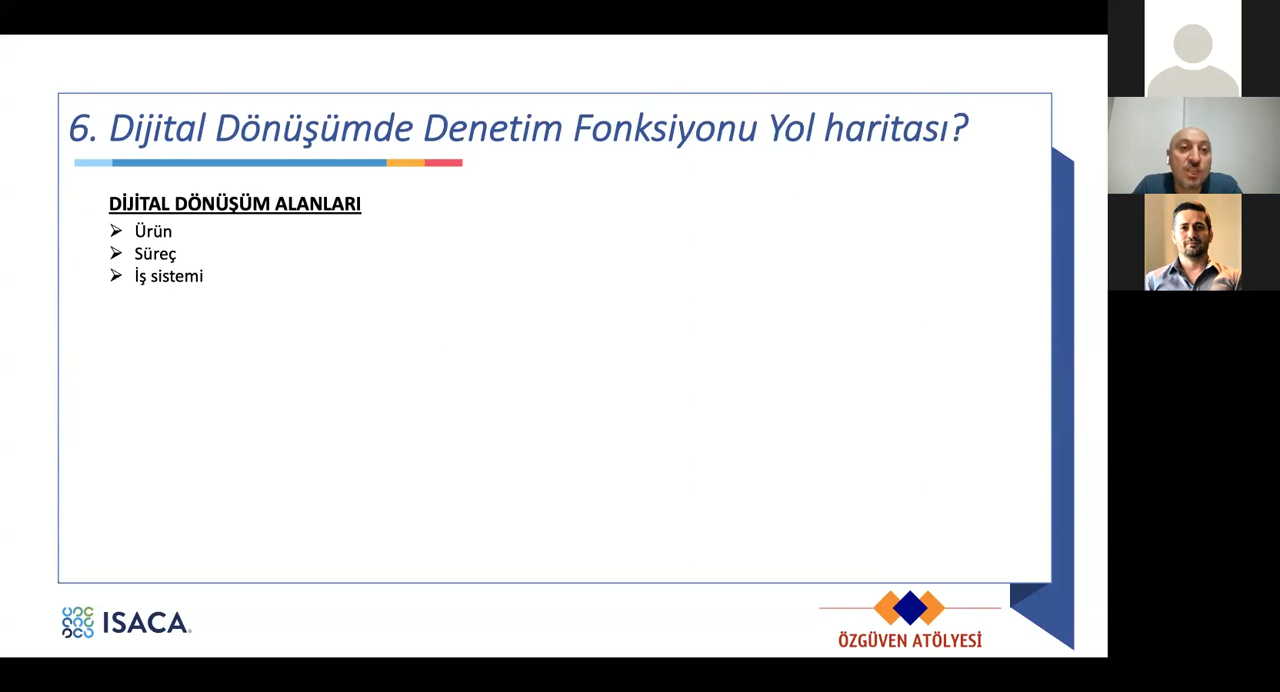 6. Dijital Dönüşümde Denetim Fonksiyonu Yol haritası?
DİJİTAL DÖNÜŞÜM ALANLARI
➢ Ürün
➢ Süreç
➢ İş sistemi
ISACA.
ÖZGÜVEN ATÖLYESİ